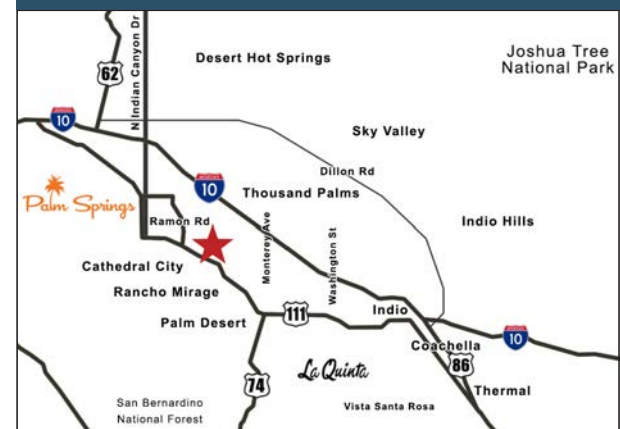 N Indian Canyon Dr
62
Desert Hot Springs
Joshua Tree
National Park
10
Sky Valley
Dillon Rd
10
Thousand Palms
Palm Springs
Ramon Rd
Indio Hills
Monterey Ave
Washington St
Cathedral City
Rancho Mirage
111
Indio
Palm Desert
10
Coachella
86
La Quinta
74
Thermal
San Bernardino
National Forest
Vista Santa Rosa